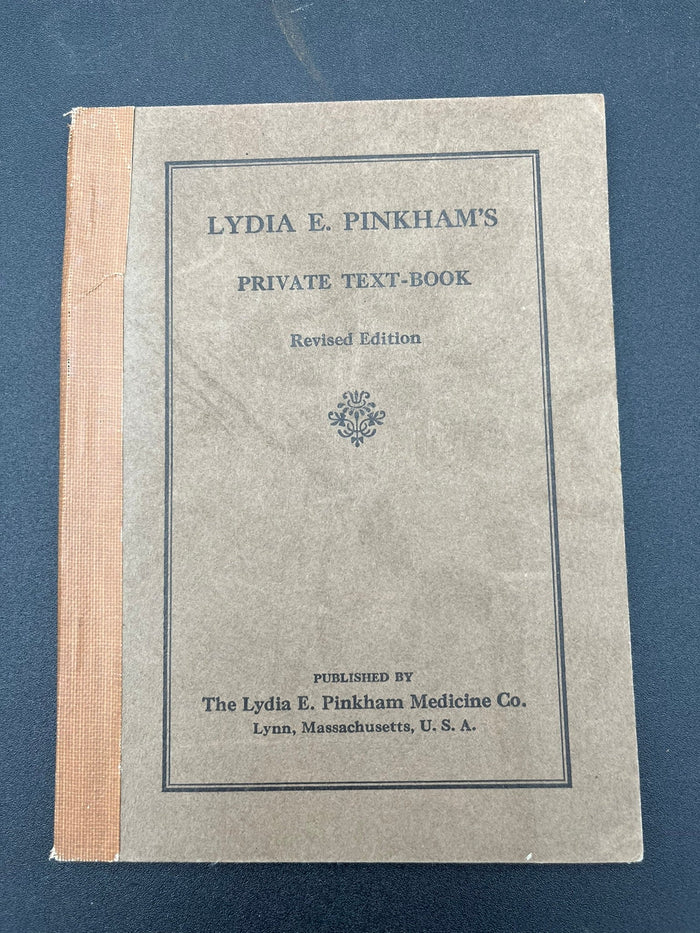 LYDIA E. PINKHAM'S
PRIVATE TEXT-BOOK
Revised Edition
PUBLISHED BY
The Lydia E. Pinkham Medicine Co.
Lynn, Massachusetts, U. S. A.